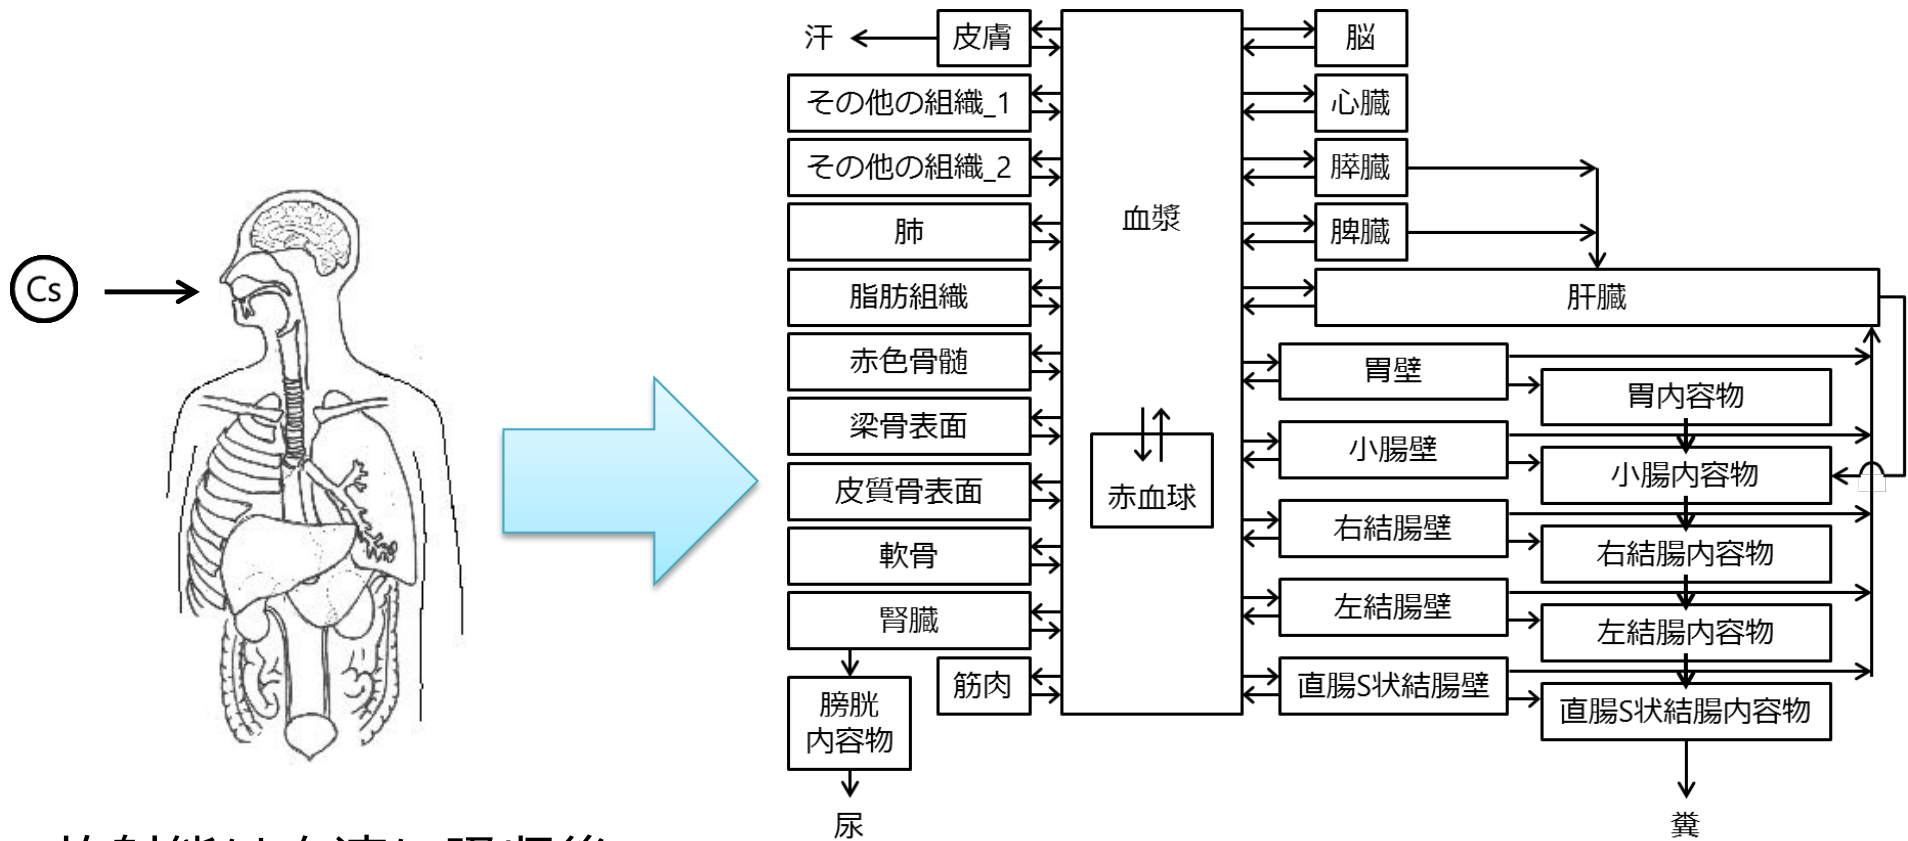 Cs
汗
皮膚
その他の組織_1
その他の組織_2
肺
脂肪組織
赤色骨髄
梁骨表面
皮質骨表面
軟骨
腎臓
筋肉
膀胱
内容物
尿
血漿
赤血球
脳
心臓
膵臓
脾臓
肝臓
胃壁
胃内容物
小腸壁
小腸内容物
右結腸壁
右結腸内容物
左結腸壁
左結腸内容物
直腸S状結腸壁
直腸S状結腸内容物
糞